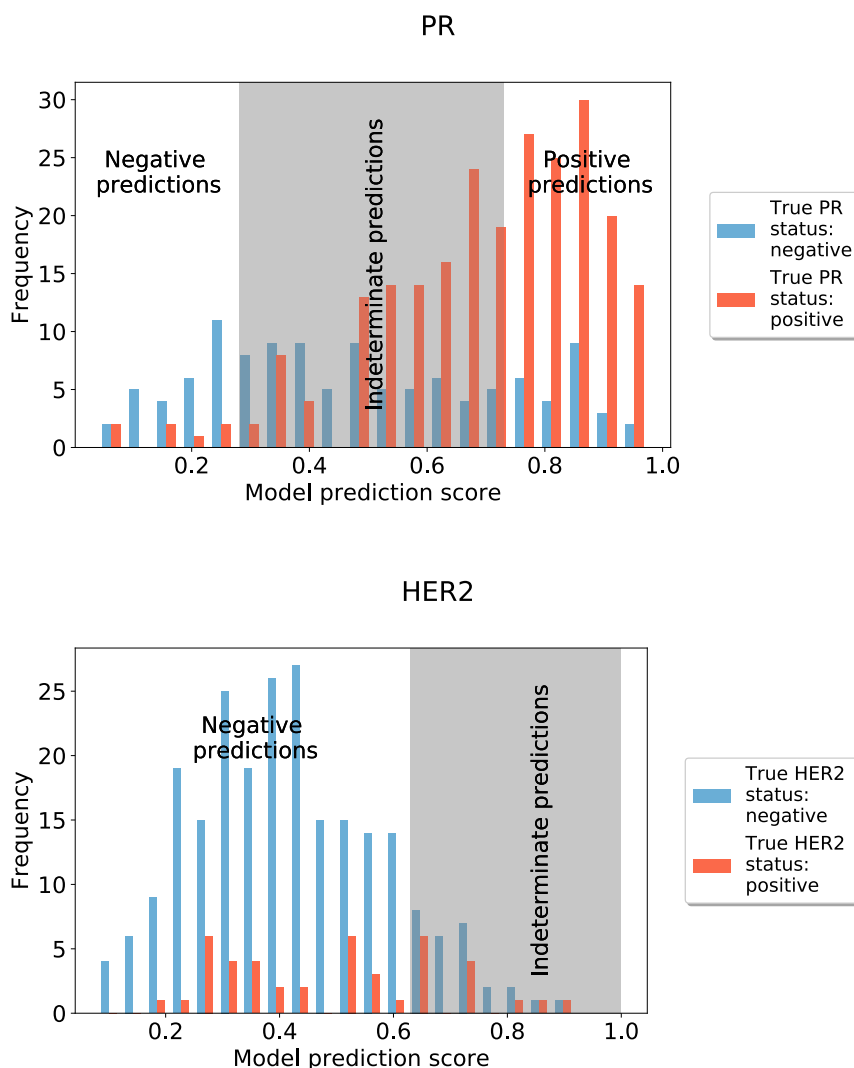 PR
30
25
20
15
10
5
0
Frequency
Negative
predictions
Indeterminate predictions
Positive
predictions
0.2
0.4
0.6
0.8
1.0
Model prediction score
True PR
status:
negative
True PR
status:
positive
HER2
25
20
15
10
5
0
Frequency
Negative
predictions
Indeterminate predictions
0.2
0.4
0.6
0.8
1.0
Model prediction score
True HER2
status:
negative
True HER2
status:
positive